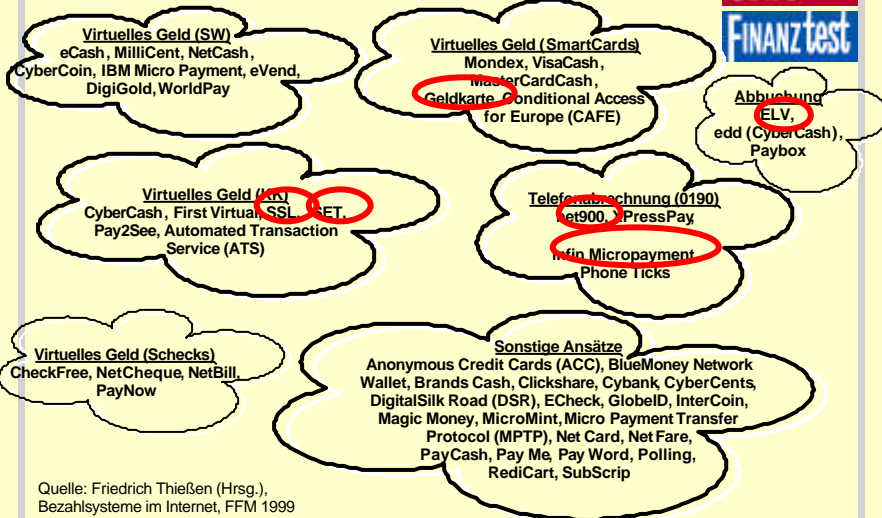 FINANZtest
Virtuelles Geld (SW)
eCash, MilliCent, NetCash,
CyberCoin, IBM Micro Payment, eVend,
DigiGold, WorldPay
Virtuelles Geld (SmartCards)
Mondex, VisaCash,
MasterCardCash,
Geldkarte, Conditional Access
for Europe (CAFE)
Abbuchung
ELV,
edd (CyberCash),
Paybox
Virtuelles Geld (KK)
CyberCash, First Virtual, SSL, SET,
Pay2See, Automated Transaction
Service (ATS)
Telefonabrechnung (0190)
net900, XPressPay
Infin Micropayment
Phone Ticks
Virtuelles Geld (Schecks)
CheckFree, NetCheque, NetBill,
PayNow
Sonstige Ansätze
Anonymous Credit Cards (ACC), BlueMoney Network
Wallet, Brands Cash, Clickshare, Cybank, CyberCents,
DigitalSilk Road (DSR), ECheck, GlobeID, InterCoin,
Magic Money, MicroMint, Micro Payment Transfer
Protocol (MPTP), Net Card, Net Fare,
PayCash, Pay Me, Pay Word, Polling,
RediCart, SubScrip
Quelle: Friedrich Thießen (Hrsg.),
Bezahlsysteme im Internet, FFM 1999